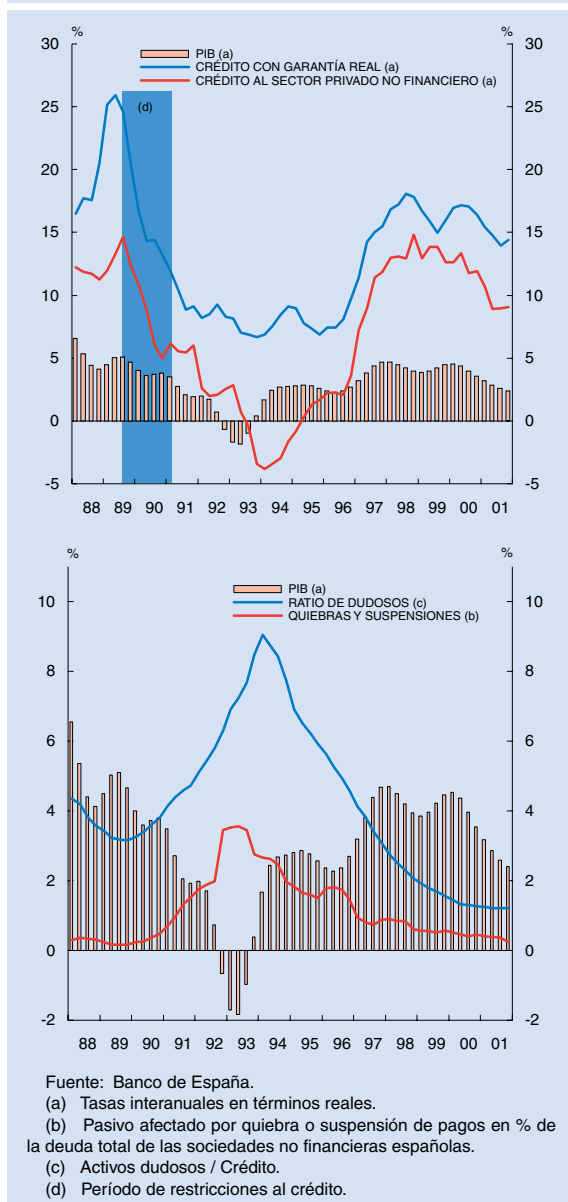 %
%
PIB (a)
CRÉDITO CON GARANTÍA REAL (a)
CRÉDITO AL SECTOR PRIVADO NO FINANCIERO (a)
(d)
30
25
20
15
10
5
0
-5
30
25
20
15
10
5
0
-5
88 89 90 91 92 93 94 95 96 97 98 99 00 01
%
%
PIB (a)
RATIO DE DUDOSOS (c)
QUIEBRAS Y SUSPENSIONES (b)
10
8
6
4
2
0
-2
10
8
6
4
2
0
-2
88 89 90 91 92 93 94 95 96 97 98 99 00 01
Fuente: Banco de España.
(a) Tasas interanuales en términos reales.
(b) Pasivo afectado por quiebra o suspensión de pagos en % de
la deuda total de las sociedades no financieras españolas.
(c) Activos dudosos / Crédito.
(d) Período de restricciones al crédito.